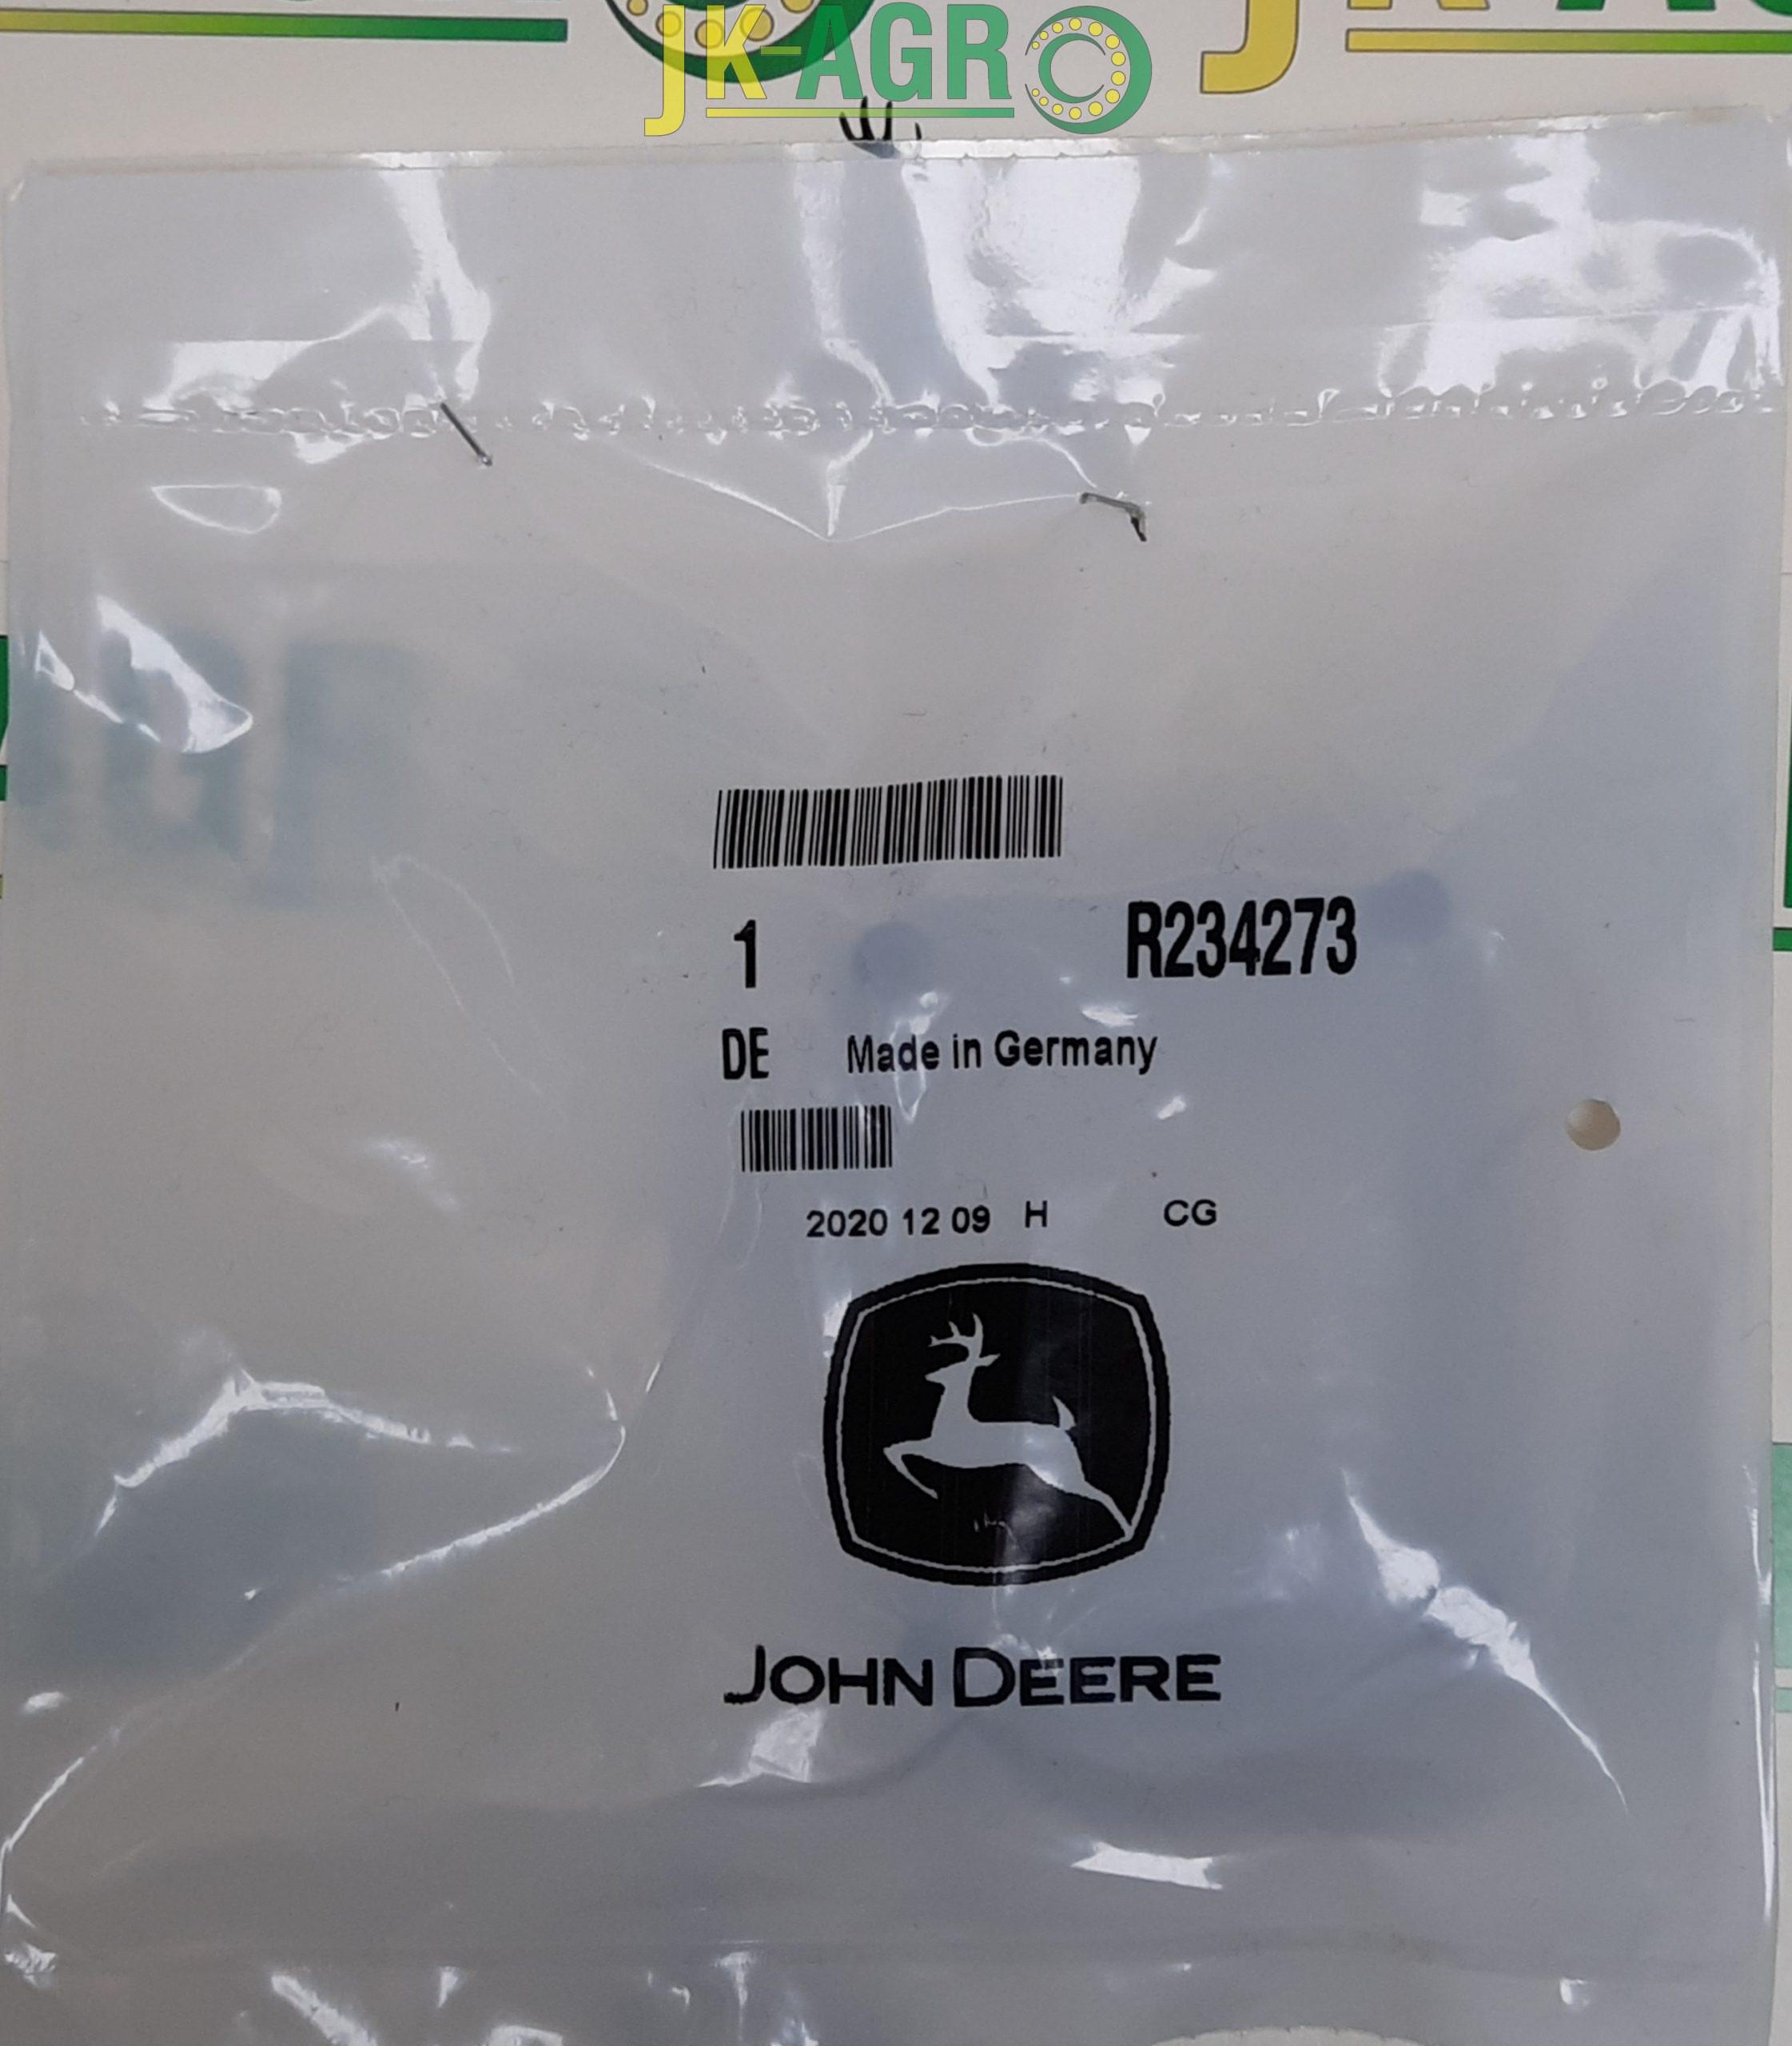 JK-AGRO
1 R234273
DE Made in Germany
2020 12 09 H CG
JOHN DEERE